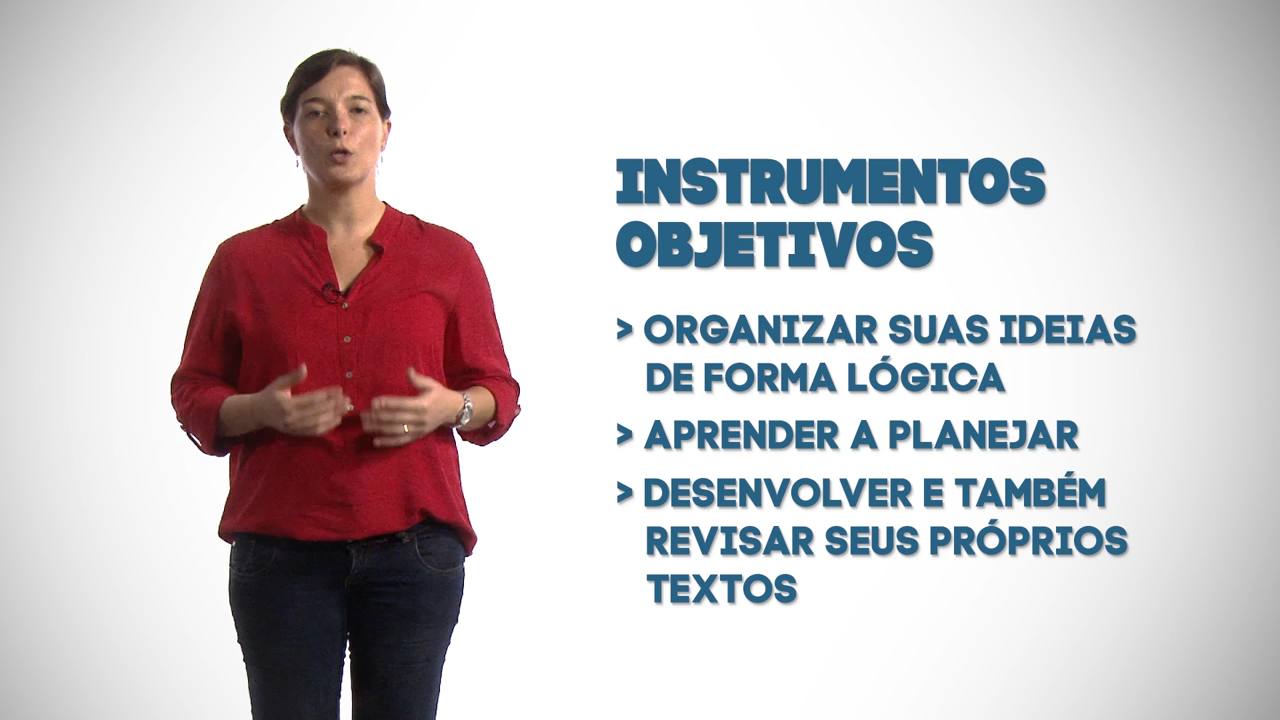 INSTRUMENTOS
OBJETIVOS
> ORGANIZAR SUAS IDEIAS
DE FORMA LÓGICA
> APRENDER A PLANEJAR
> DESENVOLVER E TAMBÉM
REVISAR SEUS PRÓPRIOS
TEXTOS